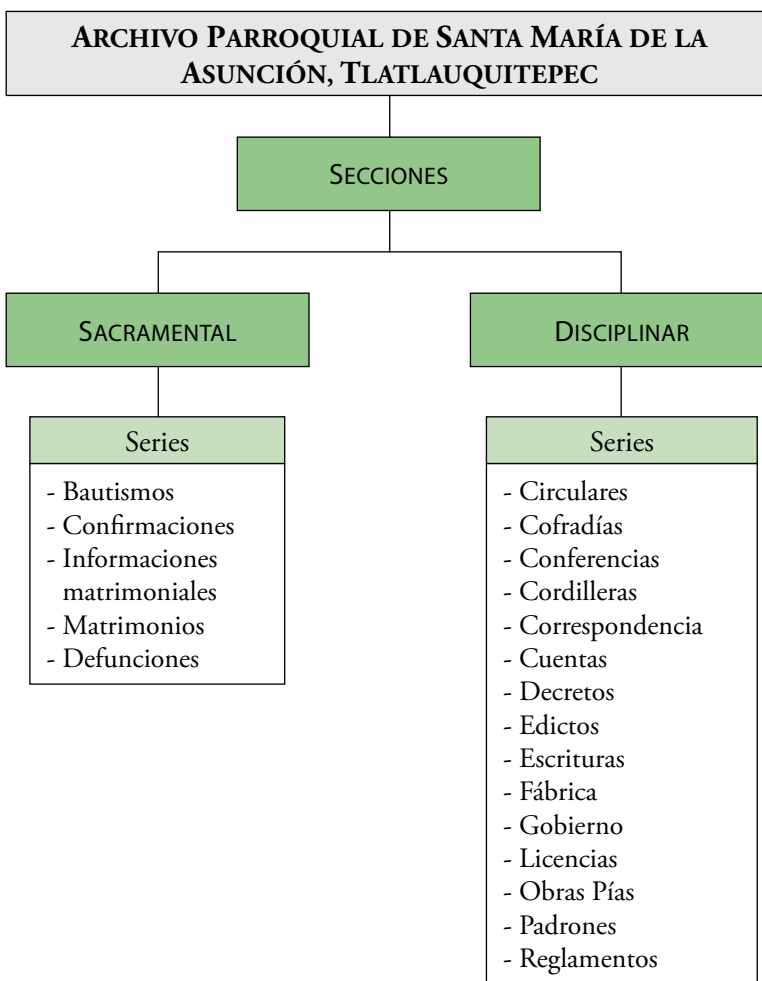 ARCHIVO PARROQUIAL DE SANTA MARÍA DE LA
ASUNCIÓN, TLATLAUQUITEPEC
SECCIONES
SACRAMENTAL
Series
- Bautismos
- Confirmaciones
- Informaciones
matrimoniales
- Matrimonios
- Defunciones
DISCIPLINAR
Series
- Circulares
- Cofradías
- Conferencias
- Cordilleras
- Correspondencia
- Cuentas
- Decretos
- Edictos
- Escrituras
- Fábrica
- Gobierno
- Licencias
- Obras Pías
- Padrones
- Reglamentos